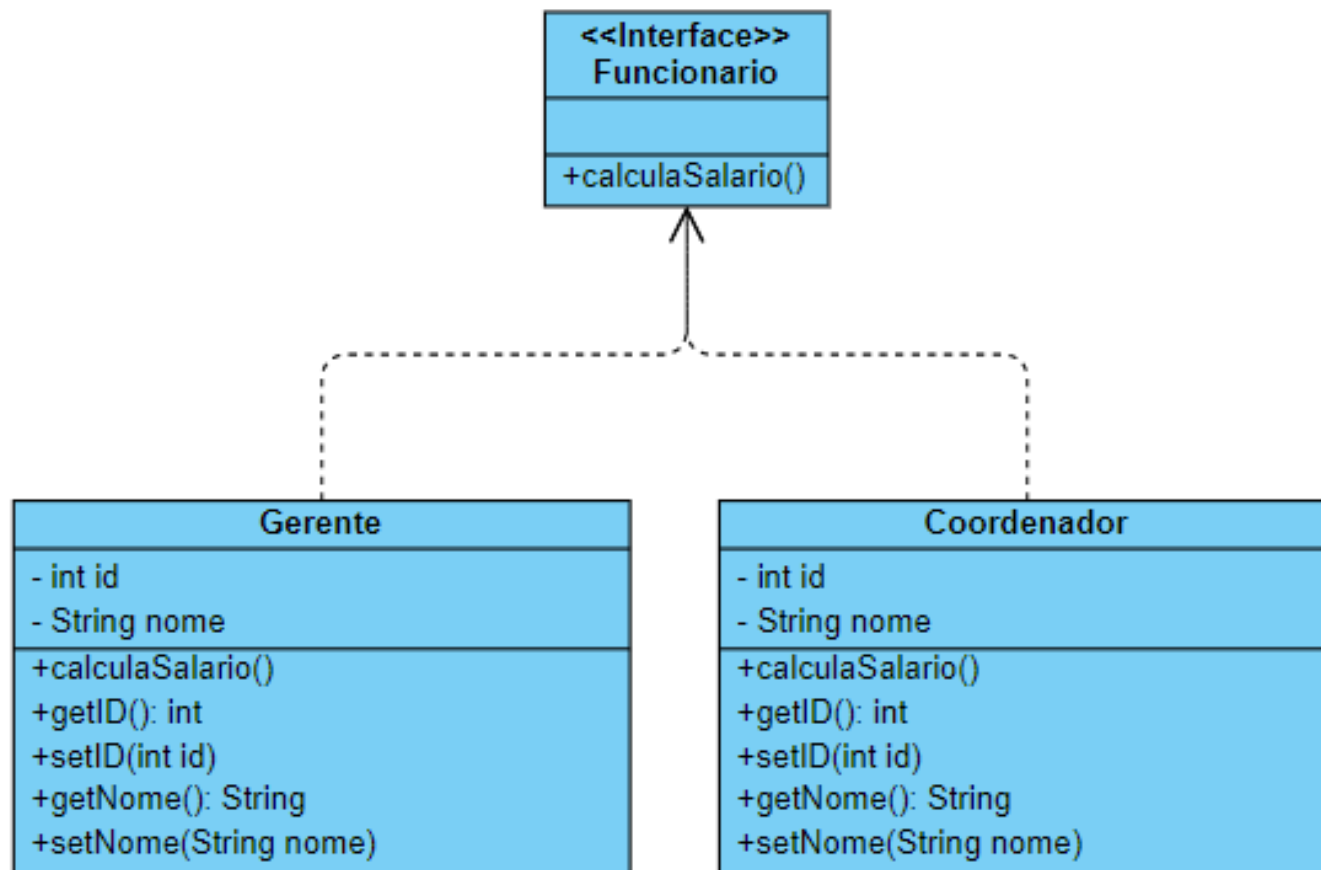 <<Interface>>
Funcionario
+calculaSalario()
Gerente
- int id
- String nome
+calculaSalario()
+getID(): int
+setID(int id)
+getNome(): String
+setNome(String nome)
Coordenador
- int id
- String nome
+calculaSalario()
+getID(): int
+setID(int id)
+getNome(): String
+setNome(String nome)